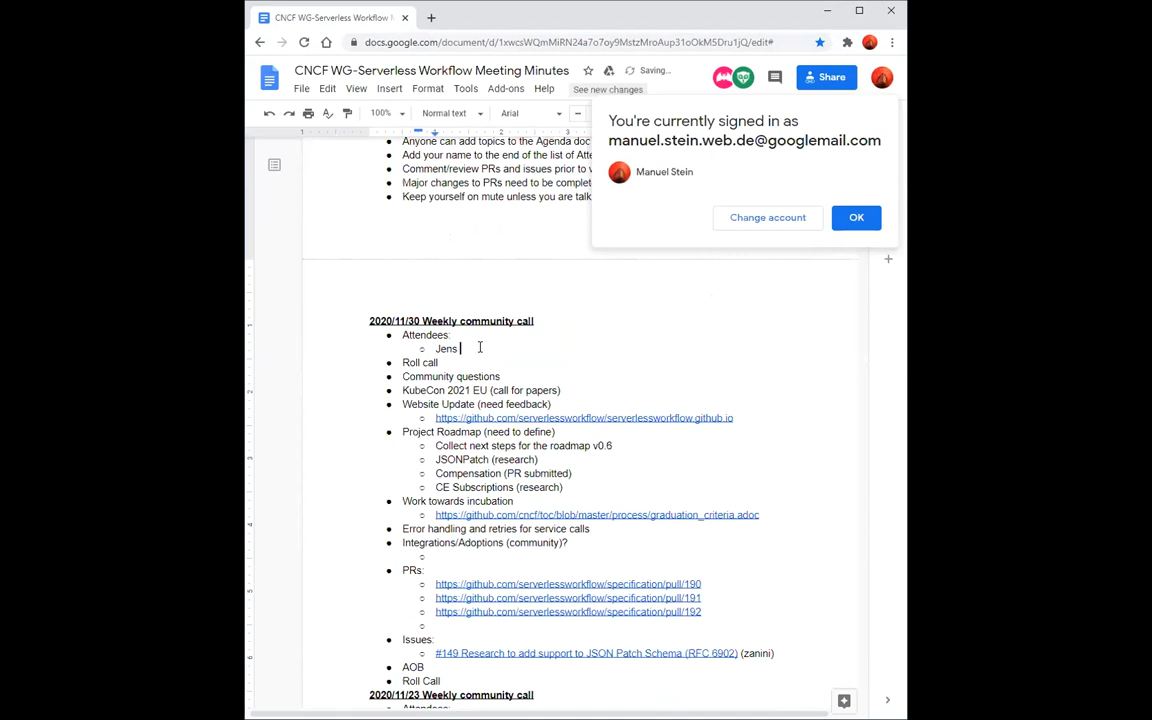 CNCF WG-Serverless Workflow M
docs.google.com/document/d/1xwcsWQmMiRN24a7o7oy9MstzMroAup31oOkM5Dru1jQ/edit#
CNCF WG-Serverless Workflow Meeting Minutes
Saving...
Share
File Edit View Insert Format Tools Add-ons Help
See new changes
100% Normal text Arial
1 1 2 3
You're currently signed in as
manuel.stein.web.de@googlemail.com
Manuel Stein
Change account OK
Anyone can add topics to the Agenda doc
Add your name to the end of the list of Atte
Comment/review PRs and issues prior to
Major changes to PRs need to be complet
Keep yourself on mute unless you are talk
2020/11/30 Weekly community call
Attendees:
Jens
Roll call
Community questions
KubeCon 2021 EU (call for papers)
Website Update (need feedback)
https://github.com/serverlessworkflow/serverlessworkflow.github.io
Project Roadmap (need to define)
Collect next steps for the roadmap v0.6
JSONPatch (research)
Compensation (PR submitted)
CE Subscriptions (research)
Work towards incubation
https://github.com/cncf/toc/blob/master/process/graduation_criteria.adoc
Error handling and retries for service calls
Integrations/Adoptions (community)?
PRs:
https://github.com/serverlessworkflow/specification/pull/190
https://github.com/serverlessworkflow/specification/pull/191
https://github.com/serverlessworkflow/specification/pull/192
Issues:
#149 Research to add support to JSON Patch Schema (RFC 6902) (zanini)
AOB
Roll Call
2020/11/23 Weekly community call